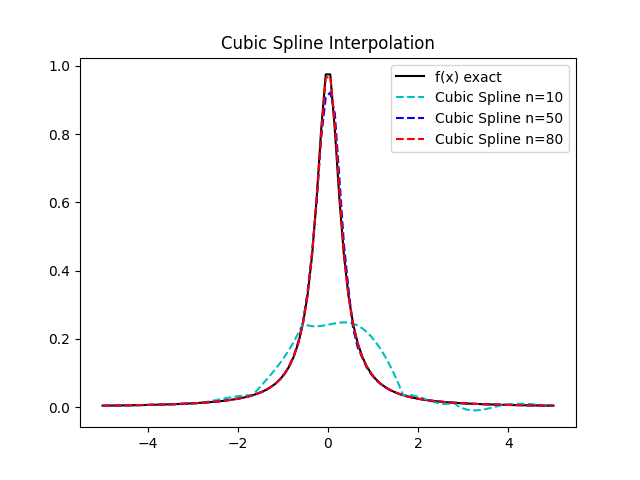 Cubic Spline Interpolation
f(x) exact
Cubic Spline n=10
Cubic Spline n=50
Cubic Spline n=80
1.0
0.8
0.6
0.4
0.2
0.0
−4 −2 0 2 4